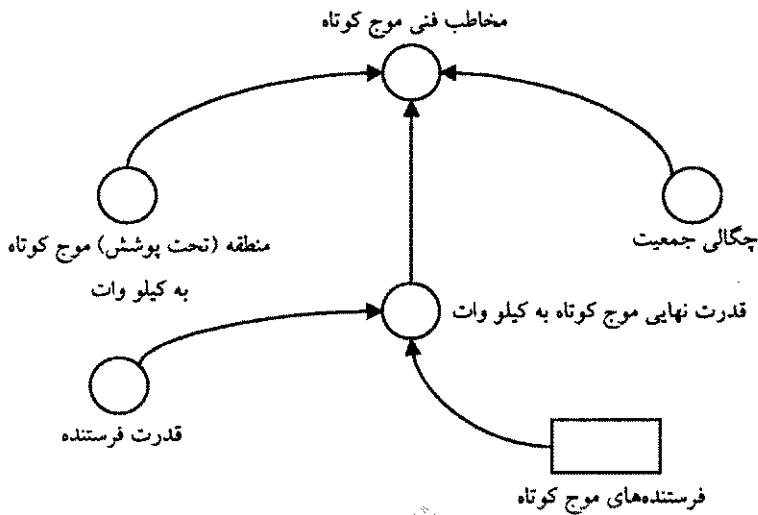 مخاطب فنی موج کوتاه
چگالی جمعیت
منطقه (تحت پوشش) موج کوتاه
به کیلو وات
قدرت نهایی موج کوتاه به کیلو وات
قدرت فرستنده
فرستنده‌های موج کوتاه